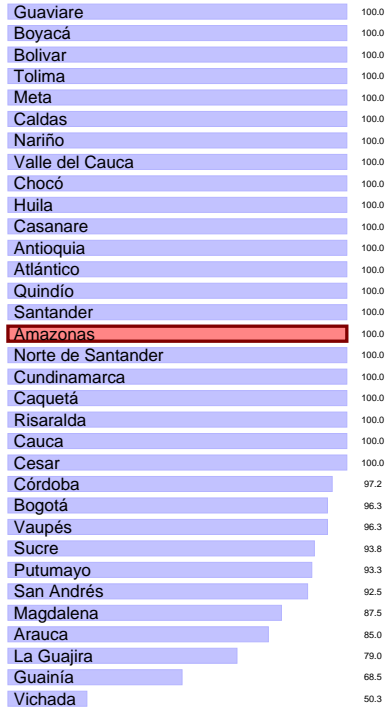 Guaviare 100.0
Boyacá 100.0
Bolivar 100.0
Tolima 100.0
Meta 100.0
Caldas 100.0
Nariño 100.0
Valle del Cauca 100.0
Chocó 100.0
Huila 100.0
Casanare 100.0
Antioquia 100.0
Atlántico 100.0
Quindío 100.0
Santander 100.0
Amazonas 100.0
Norte de Santander 100.0
Cundinamarca 100.0
Caquetá 100.0
Risaralda 100.0
Cauca 100.0
Cesar 100.0
Córdoba 97.2
Bogotá 96.3
Vaupés 96.3
Sucre 93.8
Putumayo 93.3
San Andrés 92.5
Magdalena 87.5
Arauca 85.0
La Guajira 79.0
Guainía 68.5
Vichada 50.3